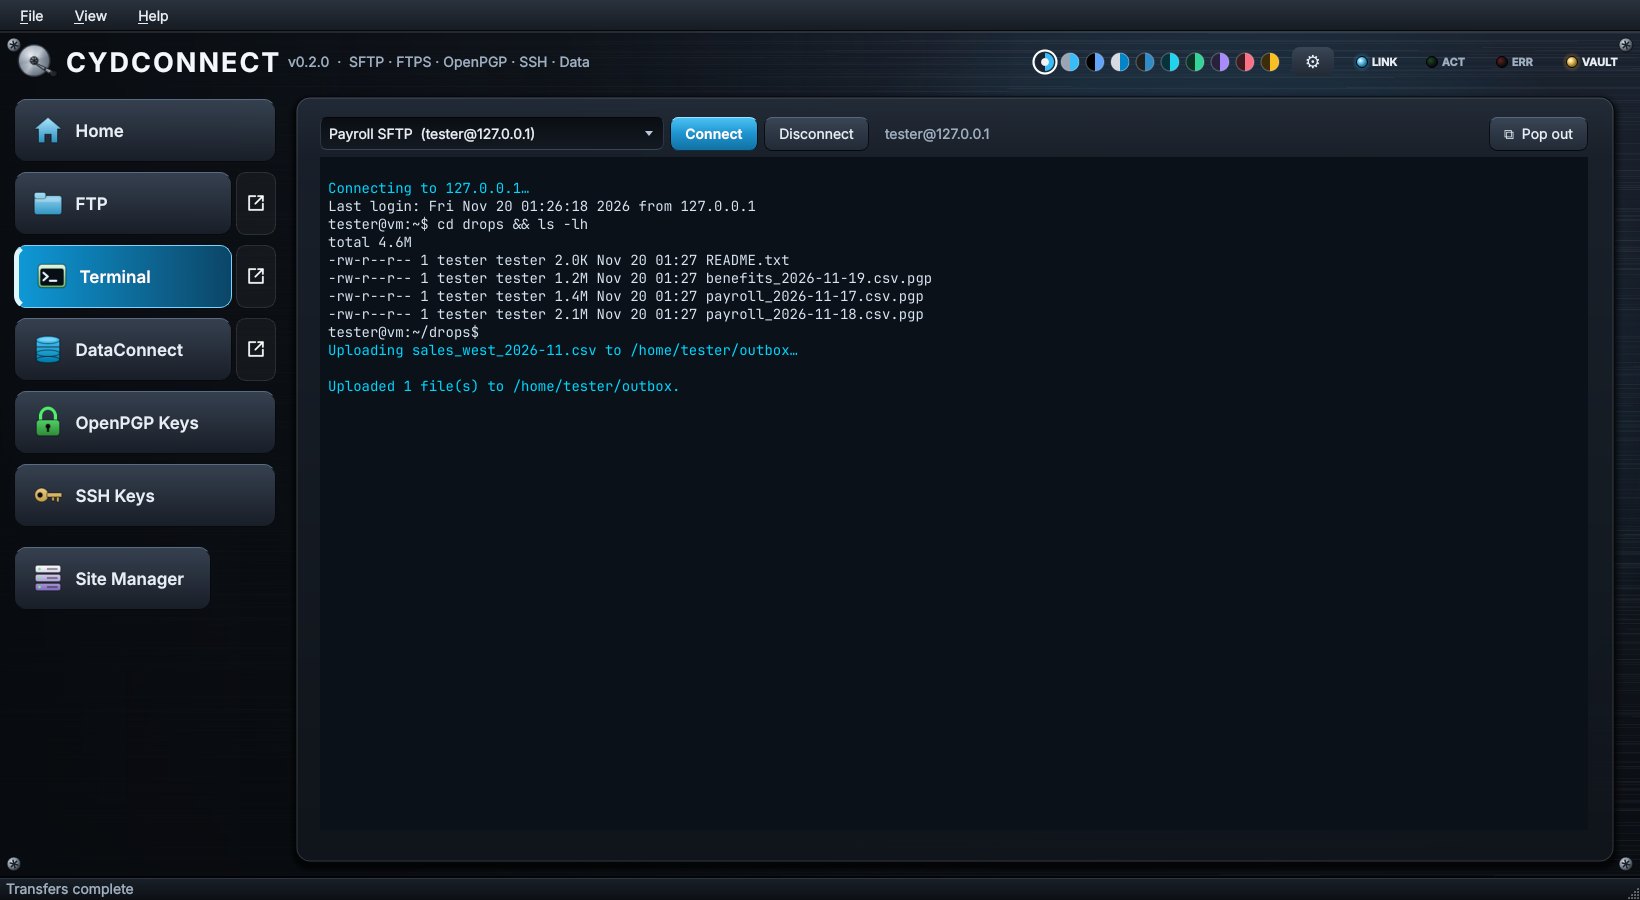 File View Help
CYDCONNECT v0.2.0 · SFTP · FTPS · OpenPGP · SSH · Data
LINK ACT ERR VAULT
Home
FTP
Terminal
DataConnect
OpenPGP Keys
SSH Keys
Site Manager
Payroll SFTP (tester@127.0.0.1) Connect Disconnect tester@127.0.0.1 Pop out
Connecting to 127.0.0.1…
Last login: Fri Nov 20 01:26:18 2026 from 127.0.0.1
tester@vm:~$ cd drops && ls -lh
total 4.6M
-rw-r--r-- 1 tester tester 2.0K Nov 20 01:27 README.txt
-rw-r--r-- 1 tester tester 1.2M Nov 20 01:27 benefits_2026-11-19.csv.pgp
-rw-r--r-- 1 tester tester 1.4M Nov 20 01:27 payroll_2026-11-17.csv.pgp
-rw-r--r-- 1 tester tester 2.1M Nov 20 01:27 payroll_2026-11-18.csv.pgp
tester@vm:~/drops$
Uploading sales_west_2026-11.csv to /home/tester/outbox…
Uploaded 1 file(s) to /home/tester/outbox.
Transfers complete